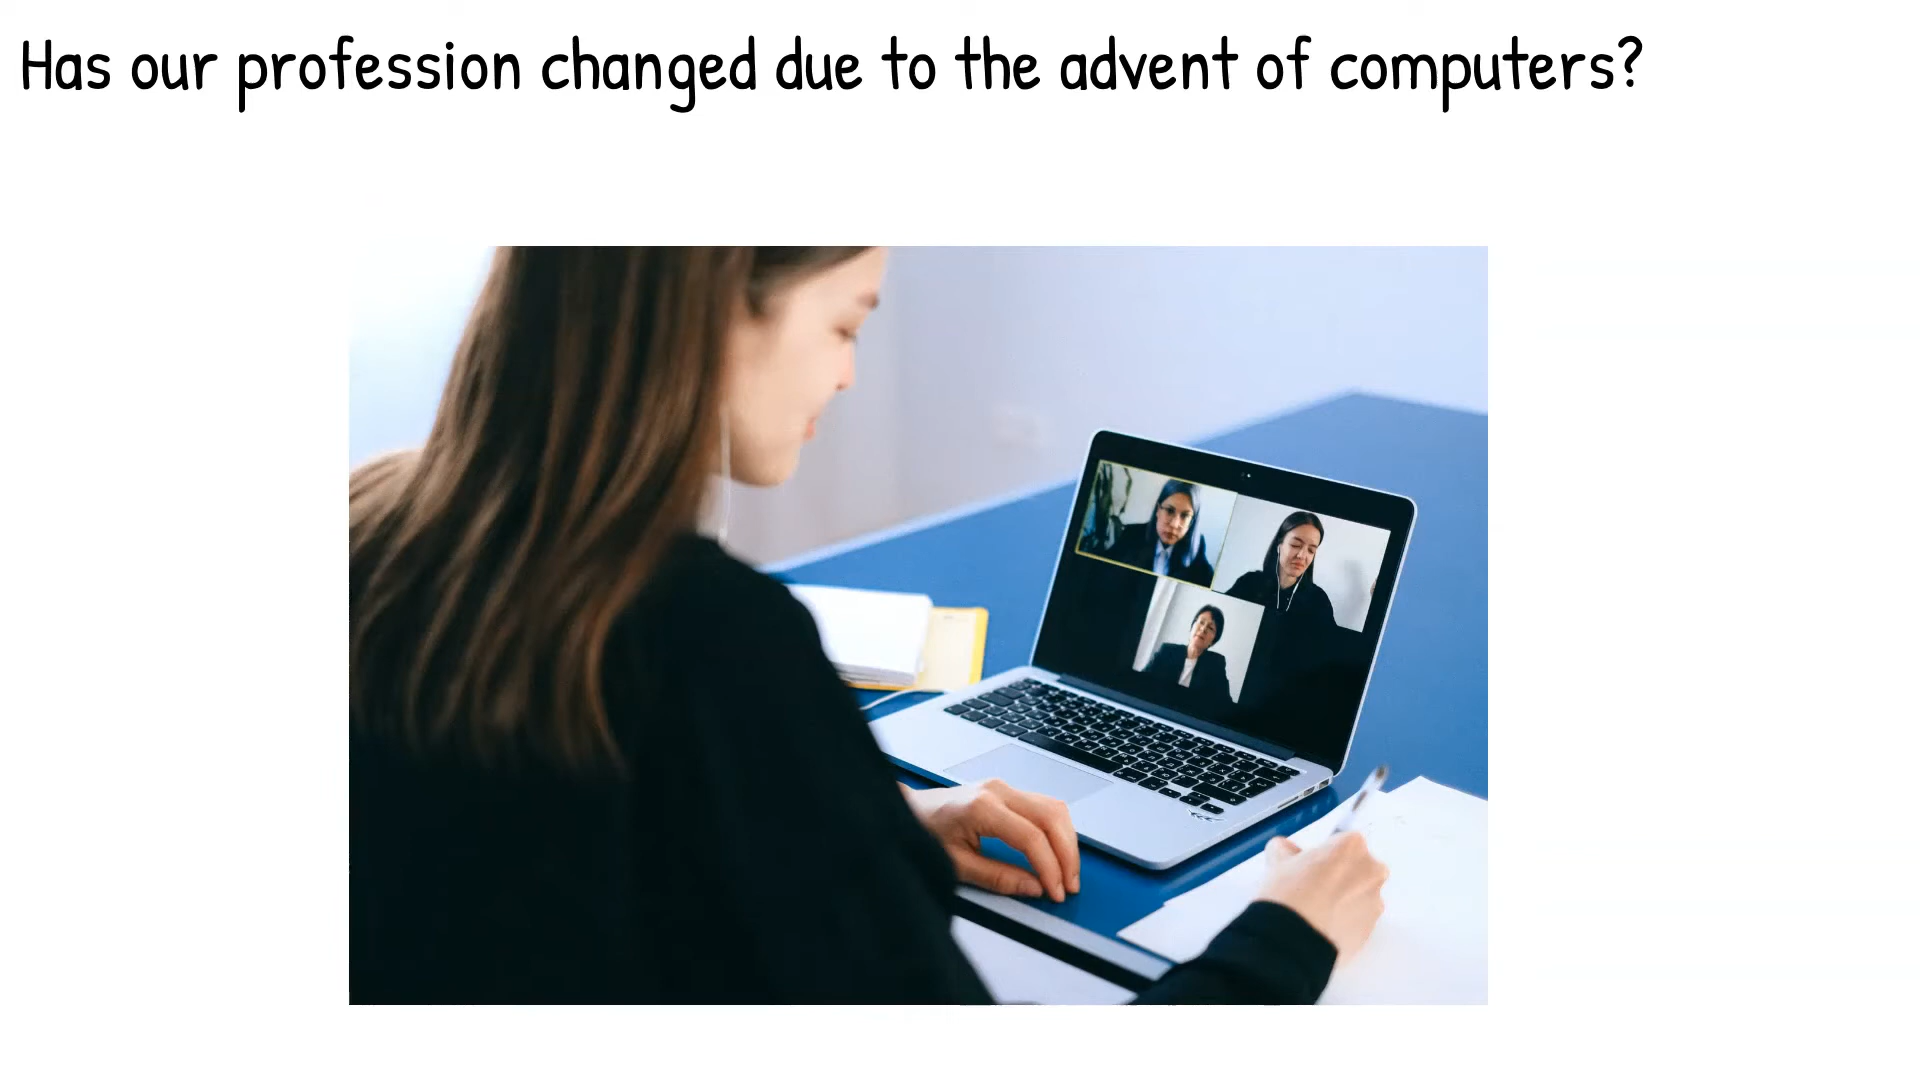 Has our profession changed due to the advent of computers?